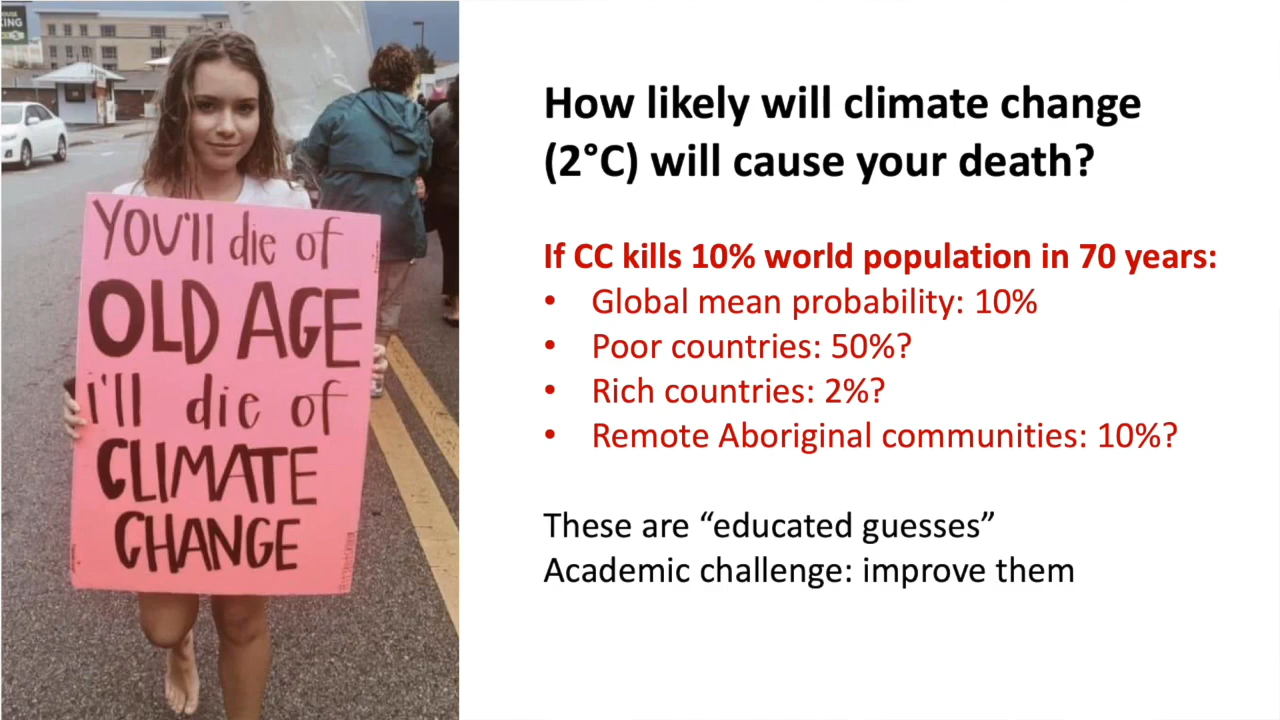 KING
YOU'll die of
OLD AGE
i'll die of
CLIMATE
CHANGE
How likely will climate change
(2°C) will cause your death?
If CC kills 10% world population in 70 years:
• Global mean probability: 10%
• Poor countries: 50%?
• Rich countries: 2%?
• Remote Aboriginal communities: 10%?
These are “educated guesses”
Academic challenge: improve them